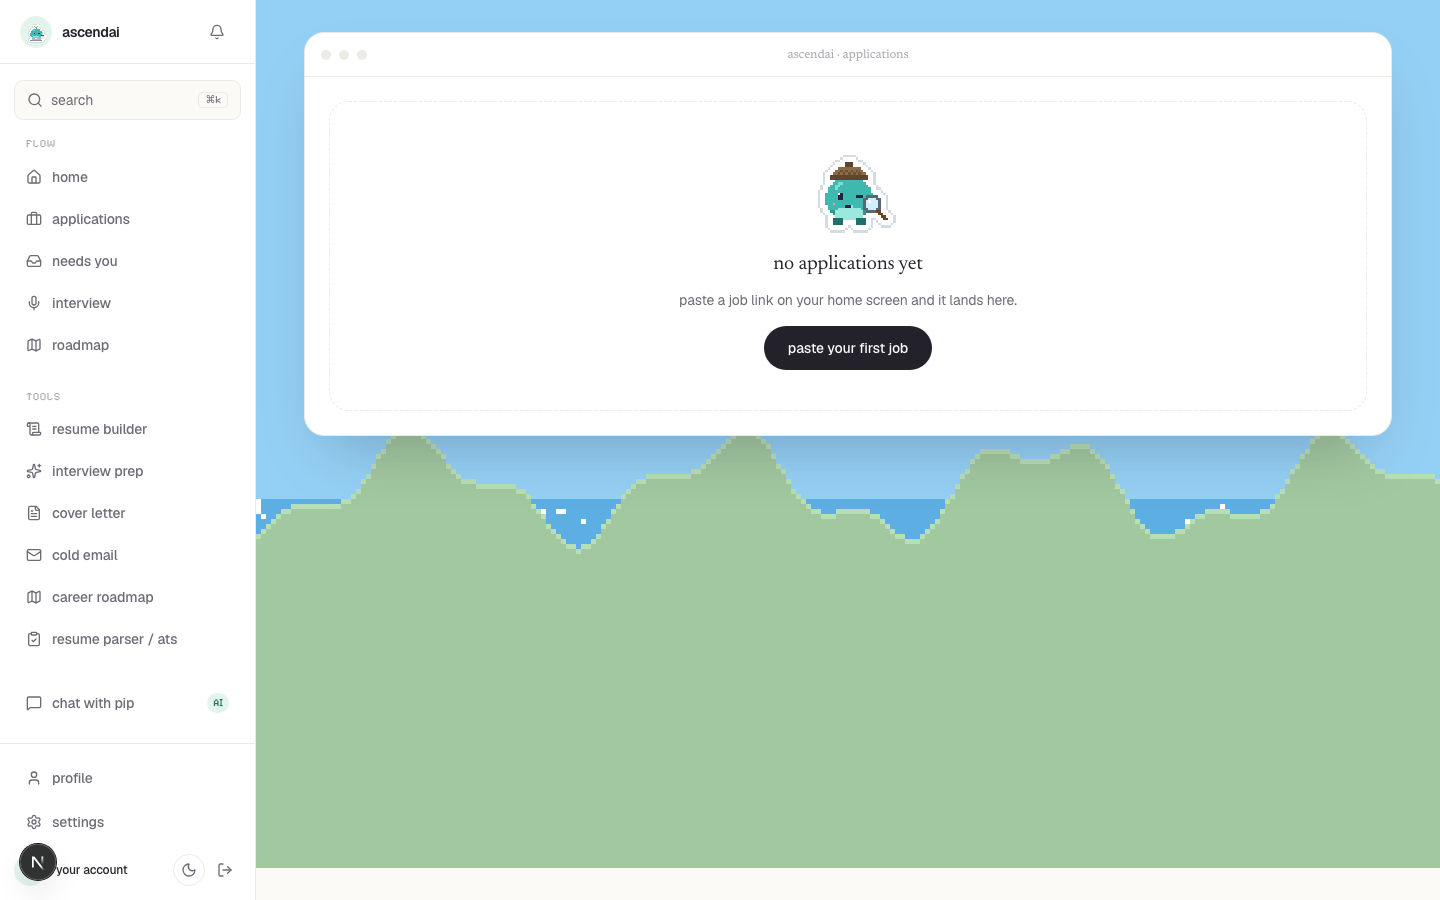 ascendai
search
⌘k
FLOW
home
applications
needs you
interview
roadmap
TOOLS
resume builder
interview prep
cover letter
cold email
career roadmap
resume parser / ats
chat with pip
AI
profile
settings
N
your account
ascendai · applications
no applications yet
paste a job link on your home screen and it lands here.
paste your first job